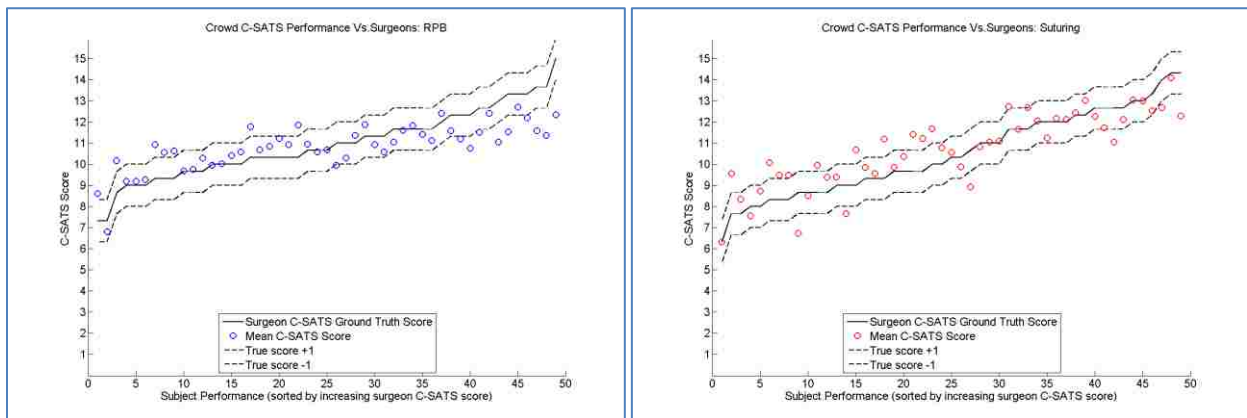 Crowd C-SATS Performance Vs.Surgeons: RPB
15
14
13
12
11
10
9
8
7
6
5
4
3
2
1
C-SATS Score
Surgeon C-SATS Ground Truth Score
Mean C-SATS Score
True score +1
True score -1
0 5 10 15 20 25 30 35 40 45 50
Subject Performance (sorted by increasing surgeon C-SATS score)
Crowd C-SATS Performance Vs.Surgeons: Suturing
15
14
13
12
11
10
9
8
7
6
5
4
3
2
1
C-SATS Score
Surgeon C-SATS Ground Truth Score
Mean C-SATS Score
True score +1
True score -1
0 5 10 15 20 25 30 35 40 45 50
Subject Performance (sorted by increasing surgeon C-SATS score)